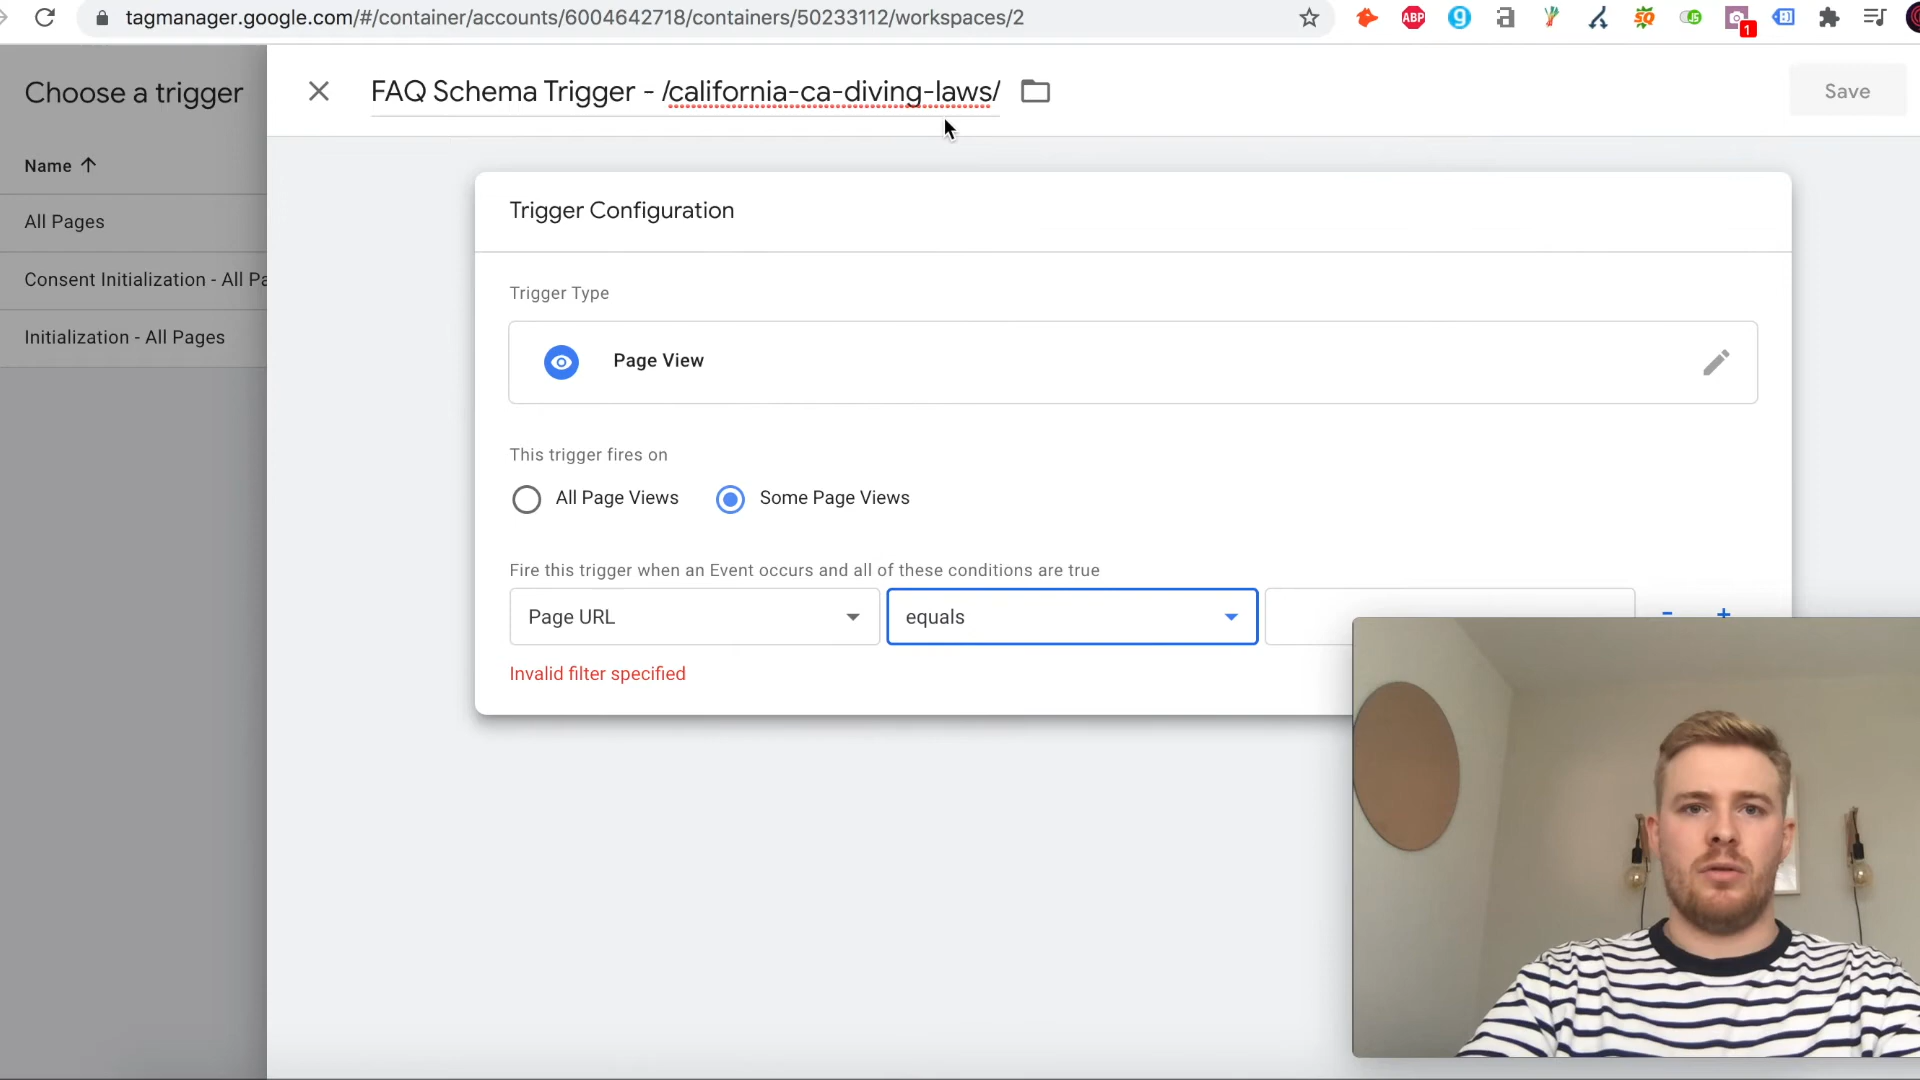 tagmanager.google.com/#/container/accounts/6004642718/containers/50233112/workspaces/2
ABP
1
Choose a trigger
FAQ Schema Trigger - /california-ca-diving-laws/
Save
Name
All Pages
Consent Initialization - All Pa
Initialization - All Pages
Trigger Configuration
Trigger Type
Page View
This trigger fires on
All Page Views
Some Page Views
Fire this trigger when an Event occurs and all of these conditions are true
Page URL
equals
- +
Invalid filter specified